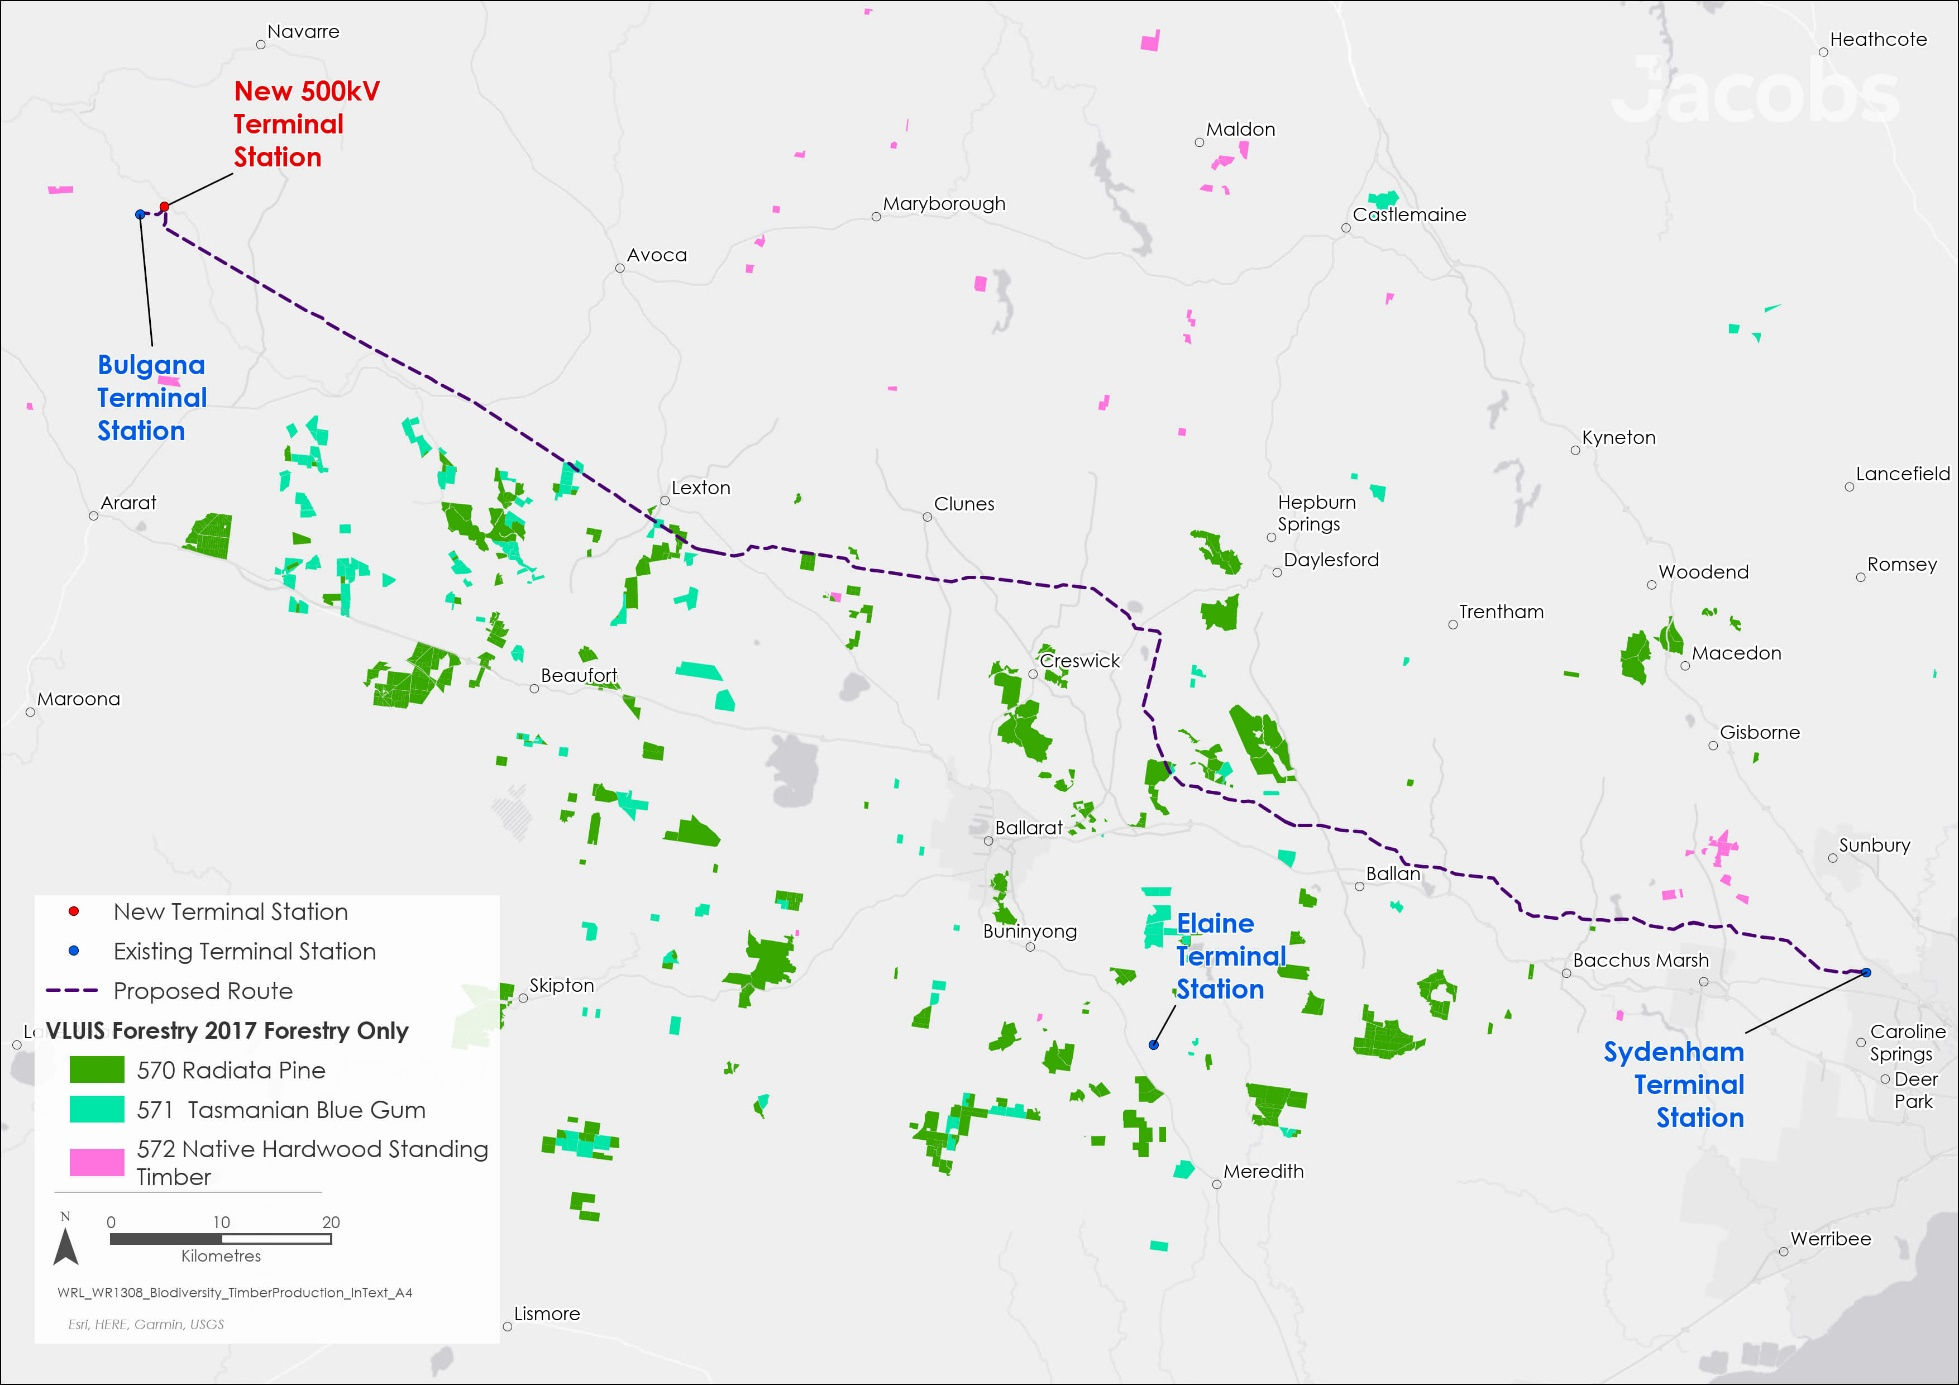 Navarre
Heathcote
Jacobs
New 500kV
Terminal
Station
Maldon
Maryborough
Castlemaine
Avoca
Bulgana
Terminal
Station
Kyneton
Lancefield
Ararat
Lexton
Clunes
Hepburn
Springs
Daylesford
Woodend
Romsey
Trentham
Macedon
Creswick
Beaufort
Maroona
Gisborne
Ballarat
Sunbury
Ballan
Elaine
Terminal
Station
Buninyong
Bacchus Marsh
Skipton
Caroline
Springs
Deer
Park
Sydenham
Terminal
Station
Meredith
Werribee
Lismore
New Terminal Station
Existing Terminal Station
Proposed Route
VLUIS Forestry 2017 Forestry Only
570 Radiata Pine
571 Tasmanian Blue Gum
572 Native Hardwood Standing
Timber
N
0 10 20
Kilometres
WRL_WR1308_Biodiversity_TimberProduction_InText_A4
Esri, HERE, Garmin, USGS